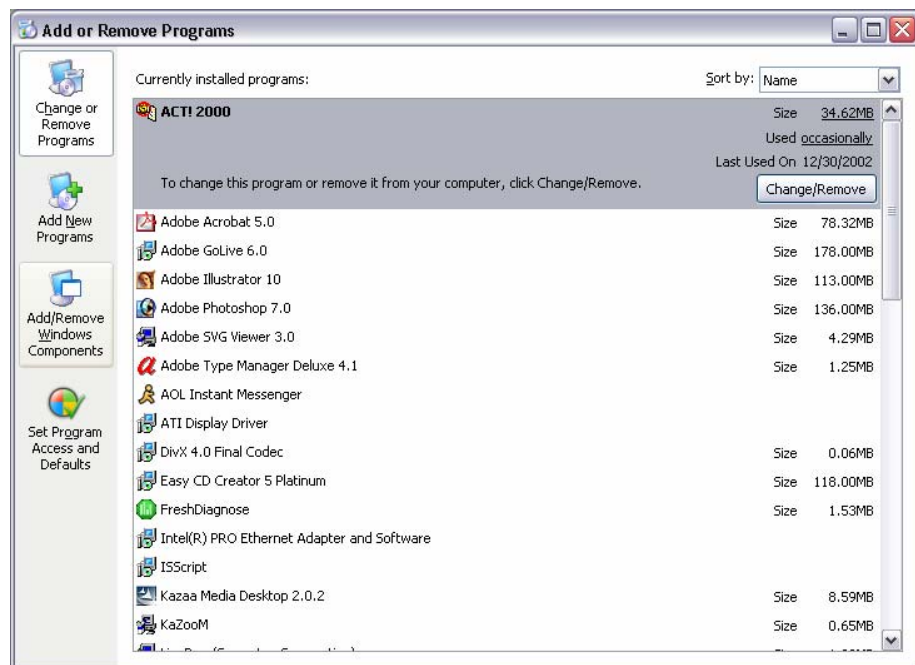 Add or Remove Programs
Change or
Remove
Programs
Add New
Programs
Add/Remove
Windows
Components
Set Program
Access and
Defaults
Currently installed programs:
Sort by: Name
ACT! 2000 Size 34.62MB
Used occasionally
Last Used On 12/30/2002
To change this program or remove it from your computer, click Change/Remove. Change/Remove
Adobe Acrobat 5.0 Size 78.32MB
Adobe GoLive 6.0 Size 178.00MB
Adobe Illustrator 10 Size 113.00MB
Adobe Photoshop 7.0 Size 136.00MB
Adobe SVG Viewer 3.0 Size 4.29MB
Adobe Type Manager Deluxe 4.1 Size 1.25MB
AOL Instant Messenger
ATI Display Driver
DivX 4.0 Final Codec Size 0.06MB
Easy CD Creator 5 Platinum Size 118.00MB
FreshDiagnose Size 1.53MB
Intel(R) PRO Ethernet Adapter and Software
ISScript
Kazaa Media Desktop 2.0.2 Size 8.59MB
KaZooM Size 0.65MB